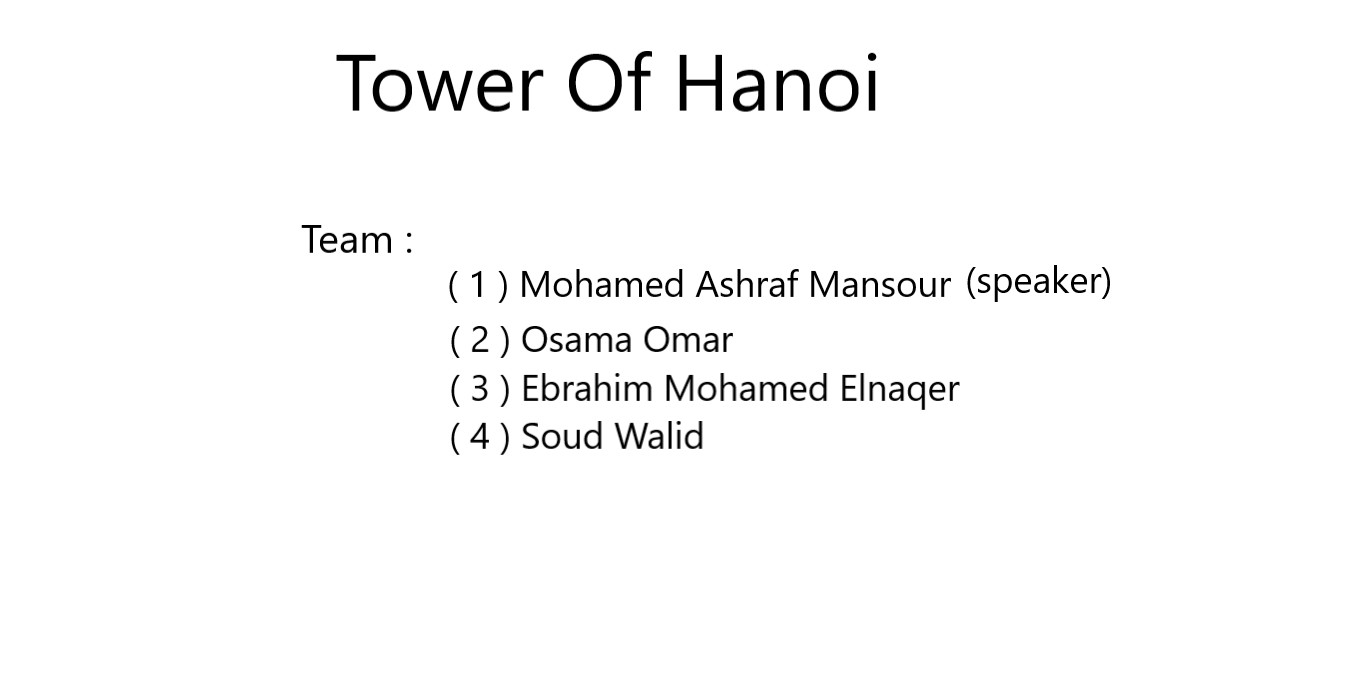 Tower Of Hanoi
Team :
( 1 ) Mohamed Ashraf Mansour (speaker)
( 2 ) Osama Omar
( 3 ) Ebrahim Mohamed Elnaqer
( 4 ) Soud Walid